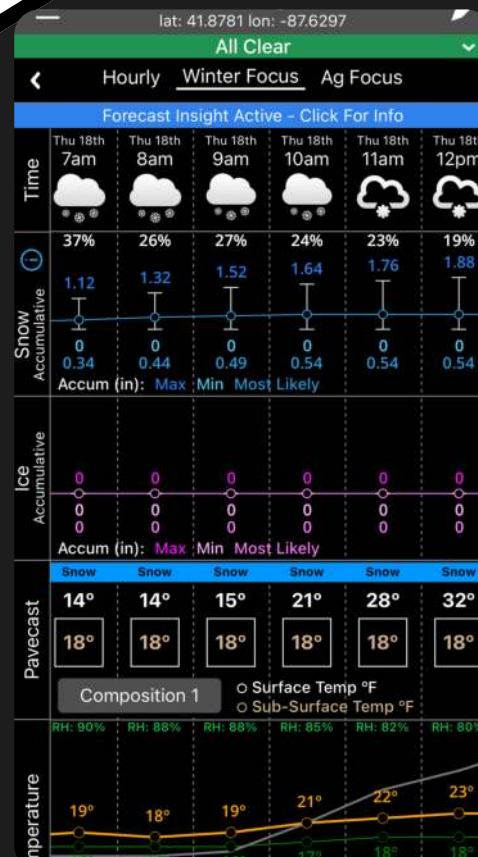 lat: 41.8781 lon: -87.6297
All Clear
Hourly Winter Focus Ag Focus
Forecast Insight Active - Click For Info
Time
Thu 18th Thu 18th Thu 18th Thu 18th Thu 18th Thu 18t
7am 8am 9am 10am 11am 12pm
37% 26% 27% 24% 23% 19%
Snow
Accumulative
1.12 1.32 1.52 1.64 1.76 1.88
0 0 0 0 0 0
0.34 0.44 0.49 0.54 0.54 0.54
Accum (in): Max Min Most Likely
Ice
Accumulative
0 0 0 0 0 0
0 0 0 0 0 0
0 0 0 0 0 0
Accum (in): Max Min Most Likely
Pavecast
Snow Snow Snow Snow Snow Snow
14° 14° 15° 21° 28° 32°
18° 18° 18° 18° 18° 18°
Composition 1
Surface Temp °F
Sub-Surface Temp °F
mperature
RH: 90% RH: 88% RH: 88% RH: 85% RH: 82% RH: 80%
19° 18° 19° 21° 22° 23°
17° 18° 18°